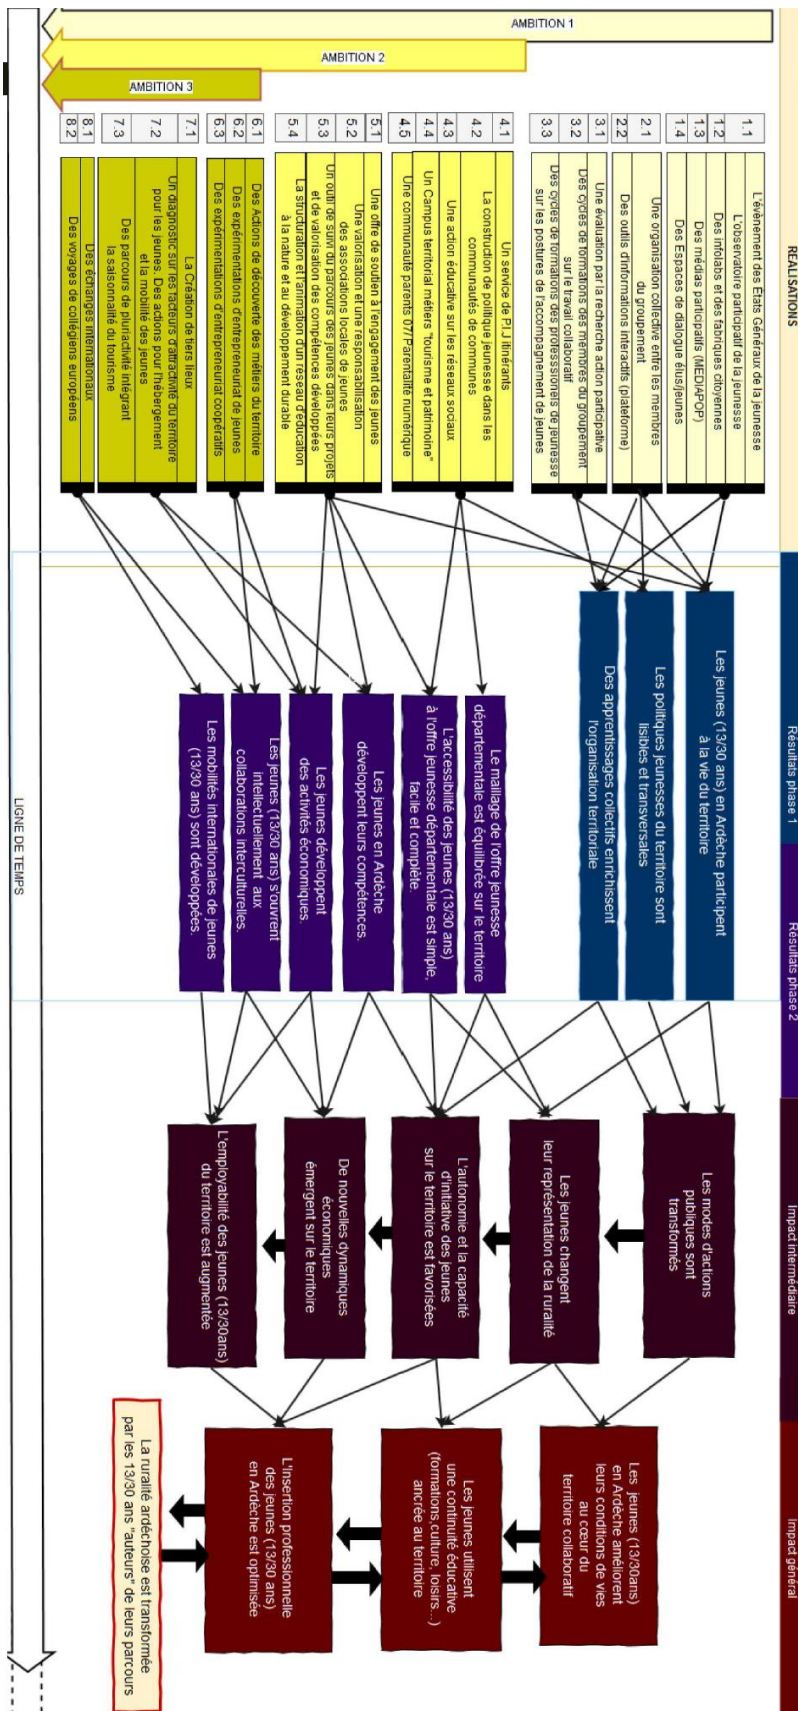 AMBITION 1
AMBITION 2
AMBITION 3
REALISATIONS
1.1
L'évènement des Etats Généraux de la jeunesse
L'observatoire participatif de la jeunesse
1.2
Des infolabs et des fabriques citoyennes
1.3
Des médias participatifs (MEDIAPOP)
1.4
Des Espaces de dialogue élus/jeunes
2.1
Une organisation collective entre les membres
du groupement
2.2
Des outils d'informations interactifs (plateforme)
3.1
Une évaluation par la recherche action participative
3.2
Des cycles de formations des membres du groupement
sur le travail collaboratif
3.3
Des cycles de formations des professsionels de jeunesse
sur les postures de l'accompagnement de jeunes
4.1
Un service de PIJ itinérants
4.2
La construction de politique jeunesse dans les
communautés de communes
4.3
Une action éducative sur les réseaux sociaux
4.4
Un Campus territorial métiers "tourisme et patrimoine"
4.5
Une communauté parents 07/ Parentalité numérique
5.1
Une offre de soutien à l'engagement des jeunes
5.2
Une valorisation et une responsabilisation
des associations locales de jeunes
5.3
Un outil de suivi du parcours des jeunes dans leurs projets
et de valorisation des compétences développées
5.4
La structuration et l'animation d'un réseau d'éducation
à la nature et au développement durable
6.1
Des Actions de découverte des métiers du territoire
6.2
Des expérimentations d'entrepreneuriat de jeunes
6.3
Des expérimentations d'entrepreneuriat coopératifs
7.1
La Création de tiers lieux
7.2
Un diagnostic sur les facteurs d'attractivité du territoire
pour les jeunes. Des actions pour l'hébergement
et la mobilité des jeunes
7.3
Des parcours de pluriactivité intégrant
la saisonnalité du tourisme
8.1
Des échanges internationaux
8.2
Des voyages de collégiens européens
Résultats phase 1
Les jeunes (13/30 ans) en Ardèche participent
à la vie du territoire
Les politiques jeunesses du territoire sont
lisibles et transversales
Des apprentissages collectifs enrichissent
l'organisation territoriale
Résultats phase 2
Le maillage de l'offre jeunesse
départementale est équilibrée sur le territoire
L'accessibilité des jeunes (13/30 ans)
à l'offre jeunesse départementale est simple,
facile et complète.
Les jeunes en Ardèche
développent leurs compétences.
Les jeunes développent
des activités économiques.
Les jeunes (13/30 ans) s'ouvrent
intellectuellement aux
collaborations interculturelles.
Les mobilités internationales de jeunes
(13/30 ans) sont développées.
Impact intermédiaire
Les modes d'actions
publiques sont
transformés
Les jeunes changent
leur représentation de la ruralité
L'autonomie et la capacité
d'initiative des jeunes
sur le territoire est favorisées
De nouvelles dynamiques
économiques
émergent sur le territoire
L'employabilité des jeunes (13/30ans)
du territoire est augmentée
Impact général
Les jeunes (13/30ans)
en Ardèche améliorent
leurs conditions de vies
au cœur du
territoire collaboratif
Les jeunes utilisent
une continuité éducative
(formations,culture, loisirs...)
ancrée au territoire
L'Insertion professionnelle
des jeunes (13/30 ans)
en Ardèche est optimisée
La ruralité ardéchoise est transformée
par les 13/30 ans "auteurs" de leurs parcours
LIGNE DE TEMPS